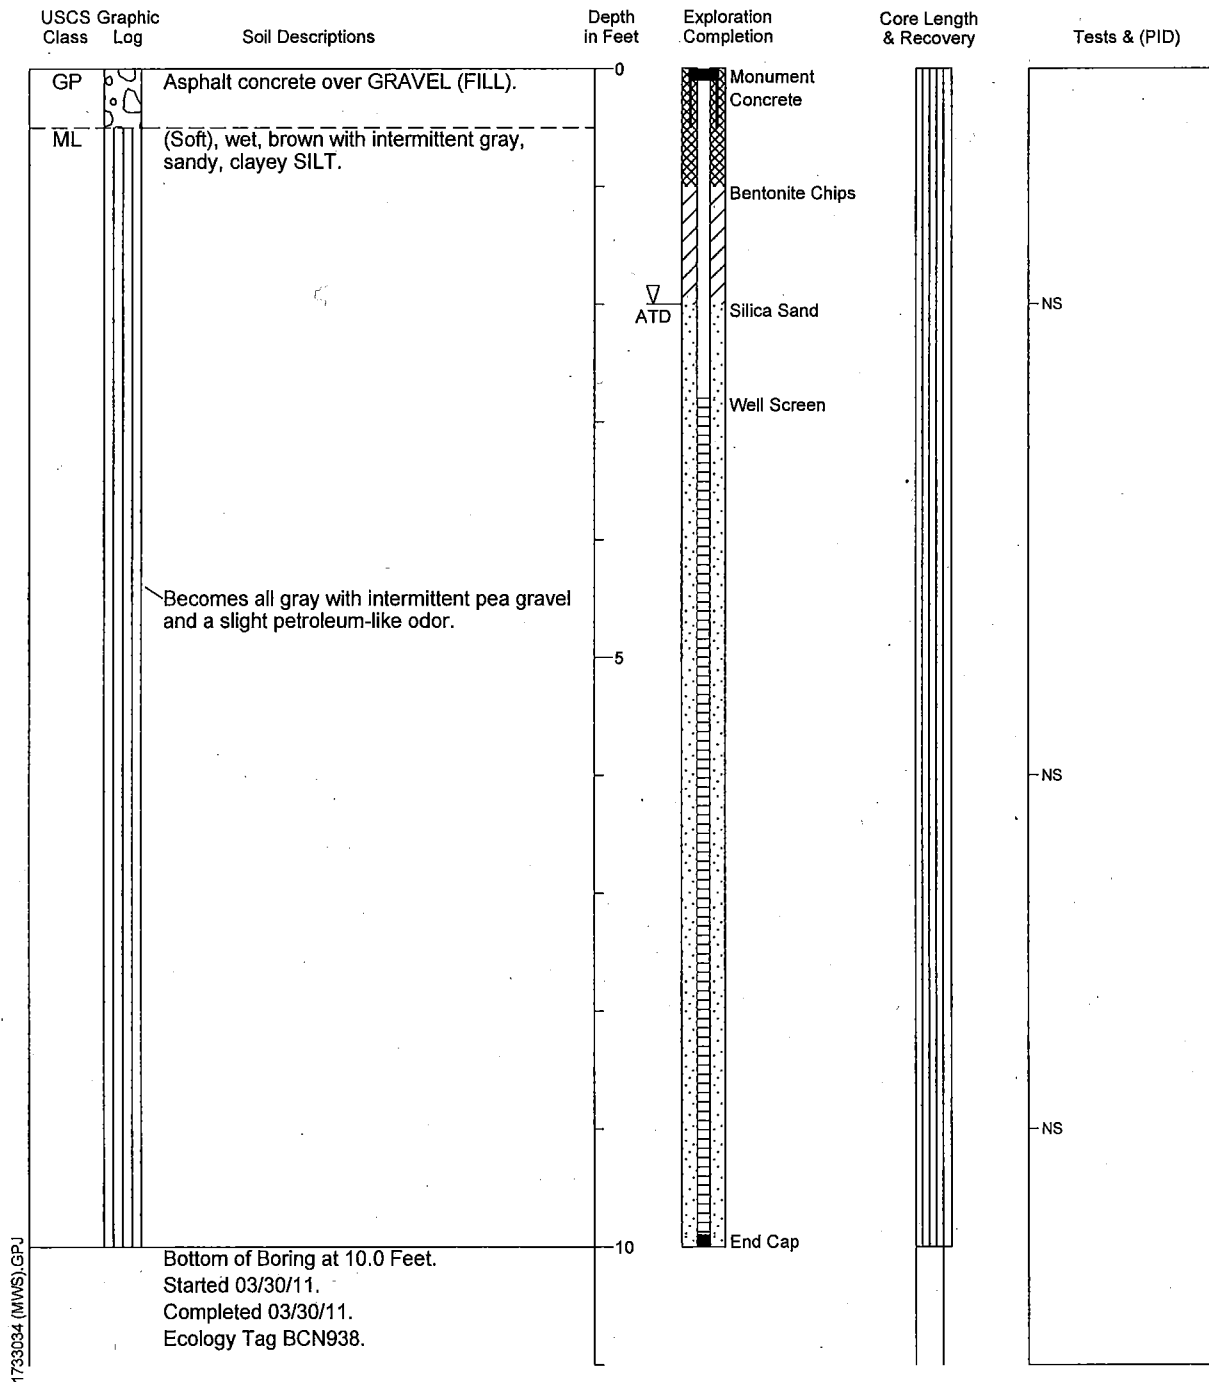 USCS Graphic
Class Log
Soil Descriptions
Depth
in Feet
Exploration
Completion
Core Length
& Recovery
Tests & (PID)
GP
Asphalt concrete over GRAVEL (FILL).
0
Monument
Concrete
ML
(Soft), wet, brown with intermittent gray,
sandy, clayey SILT.
Bentonite Chips
ATD
Silica Sand
NS
Well Screen
Becomes all gray with intermittent pea gravel
and a slight petroleum-like odor.
5
NS
NS
10
End Cap
Bottom of Boring at 10.0 Feet.
Started 03/30/11.
Completed 03/30/11.
Ecology Tag BCN938.
1733034 (MWS).GPJ